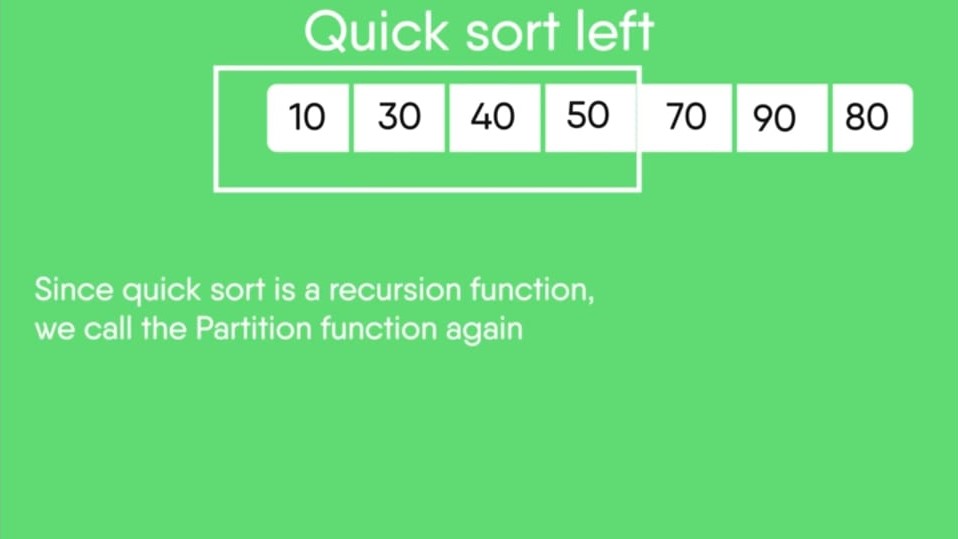 Quick sort left
10 30 40 50 70 90 80
Since quick sort is a recursion function,
we call the Partition function again